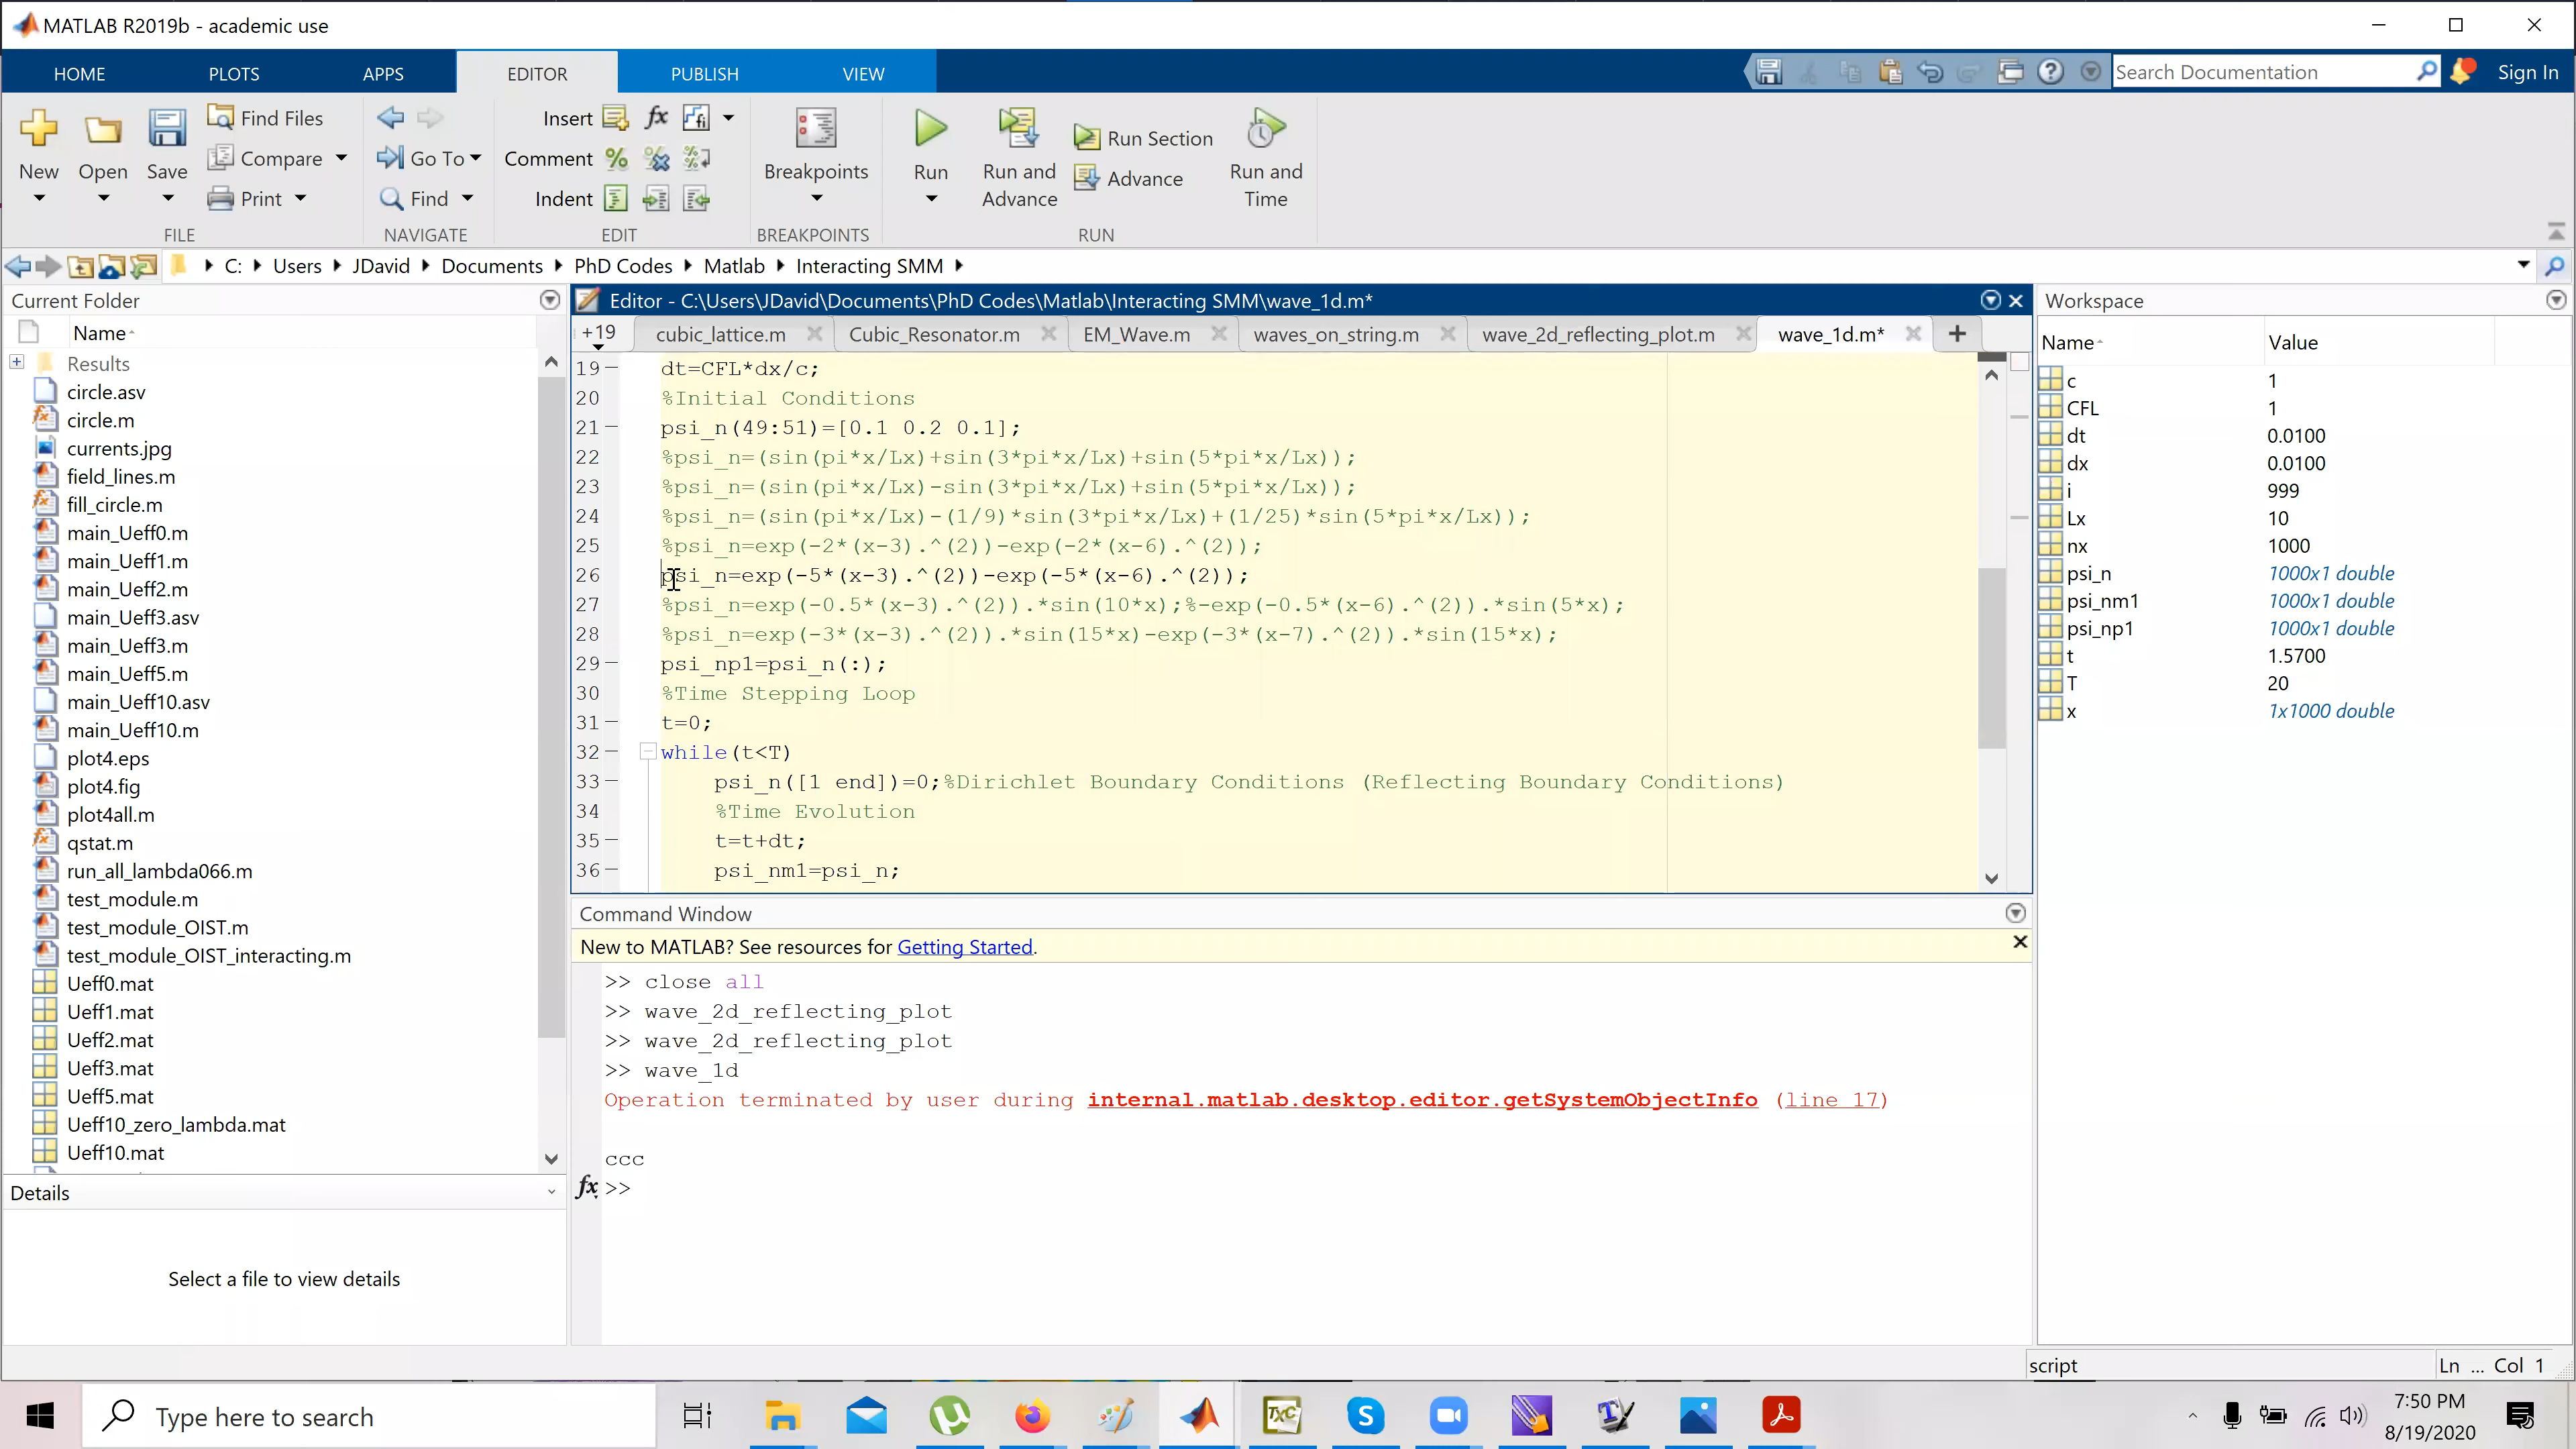 MATLAB R2019b - academic use
HOME PLOTS APPS EDITOR PUBLISH VIEW
Search Documentation
Sign In
New
Open
Save
Find Files
Compare
Print
FILE
Go To
Find
NAVIGATE
Insert
Comment
Indent
EDIT
Breakpoints
BREAKPOINTS
Run
Run and Advance
Run Section
Advance
Run and Time
RUN
C: Users JDavid Documents PhD Codes Matlab Interacting SMM
Current Folder
Name
Results
circle.asv
circle.m
currents.jpg
field_lines.m
fill_circle.m
main_Ueff0.m
main_Ueff1.m
main_Ueff2.m
main_Ueff3.asv
main_Ueff3.m
main_Ueff5.m
main_Ueff10.asv
main_Ueff10.m
plot4.eps
plot4.fig
plot4all.m
qstat.m
run_all_lambda066.m
test_module.m
test_module_OIST.m
test_module_OIST_interacting.m
Ueff0.mat
Ueff1.mat
Ueff2.mat
Ueff3.mat
Ueff5.mat
Ueff10_zero_lambda.mat
Ueff10.mat
Details
Select a file to view details
Editor - C:\Users\JDavid\Documents\PhD Codes\Matlab\Interacting SMM\wave_1d.m*
+19 cubic_lattice.m Cubic_Resonator.m EM_Wave.m waves_on_string.m wave_2d_reflecting_plot.m wave_1d.m*
19 dt=CFL*dx/c;
20 %Initial Conditions
21 psi_n(49:51)=[0.1 0.2 0.1];
22 %psi_n=(sin(pi*x/Lx)+sin(3*pi*x/Lx)+sin(5*pi*x/Lx));
23 %psi_n=(sin(pi*x/Lx)-sin(3*pi*x/Lx)+sin(5*pi*x/Lx));
24 %psi_n=(sin(pi*x/Lx)-(1/9)*sin(3*pi*x/Lx)+(1/25)*sin(5*pi*x/Lx));
25 %psi_n=exp(-2*(x-3).^(2))-exp(-2*(x-6).^(2));
26 psi_n=exp(-5*(x-3).^(2))-exp(-5*(x-6).^(2));
27 %psi_n=exp(-0.5*(x-3).^(2)).*sin(10*x);%-exp(-0.5*(x-6).^(2)).*sin(5*x);
28 %psi_n=exp(-3*(x-3).^(2)).*sin(15*x)-exp(-3*(x-7).^(2)).*sin(15*x);
29 psi_np1=psi_n(:);
30 %Time Stepping Loop
31 t=0;
32 while(t<T)
33 psi_n([1 end])=0;%Dirichlet Boundary Conditions (Reflecting Boundary Conditions)
34 %Time Evolution
35 t=t+dt;
36 psi_nm1=psi_n;
Command Window
New to MATLAB? See resources for Getting Started.
>> close all
>> wave_2d_reflecting_plot
>> wave_2d_reflecting_plot
>> wave_1d
Operation terminated by user during internal.matlab.desktop.editor.getSystemObjectInfo (line 17)
ccc
fx >>
Workspace
Name Value
c 1
CFL 1
dt 0.0100
dx 0.0100
i 999
Lx 10
nx 1000
psi_n 1000x1 double
psi_nm1 1000x1 double
psi_np1 1000x1 double
t 1.5700
T 20
x 1x1000 double
script
Ln ... Col 1
Type here to search
7:50 PM
8/19/2020